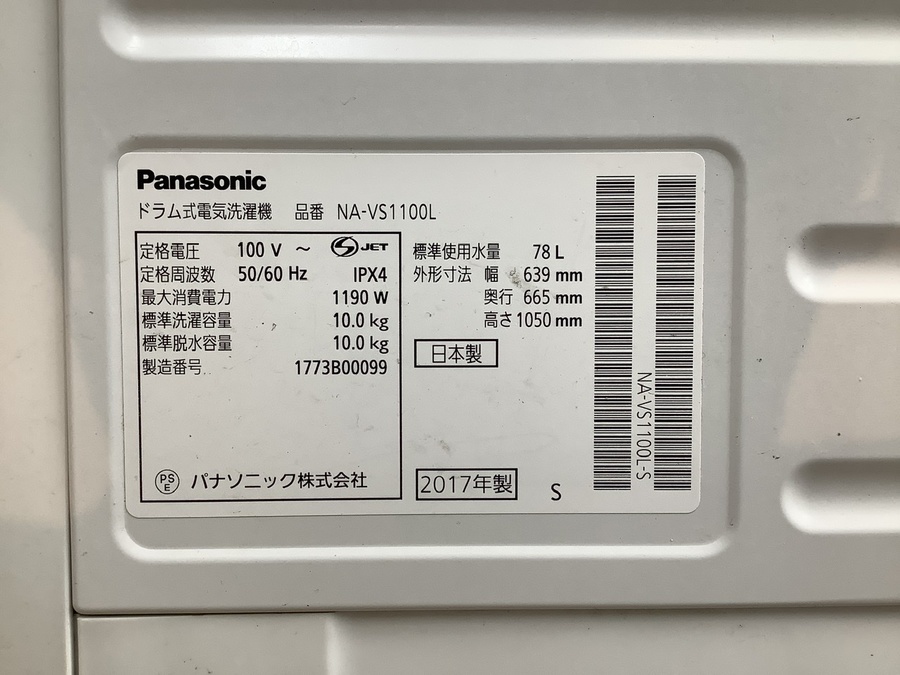 Panasonic
ドラム式電気洗濯機 品番 NA-VS1100L
定格電圧 100 V ～ S JET
定格周波数 50/60 Hz IPX4
最大消費電力 1190 W
標準洗濯容量 10.0 kg
標準脱水容量 10.0 kg
製造番号 1773B00099
PS E パナソニック株式会社
標準使用水量 78 L
外形寸法 幅 639 mm
奥行 665 mm
高さ 1050 mm
日本製
2017年製 S
NA-VS1100L-S